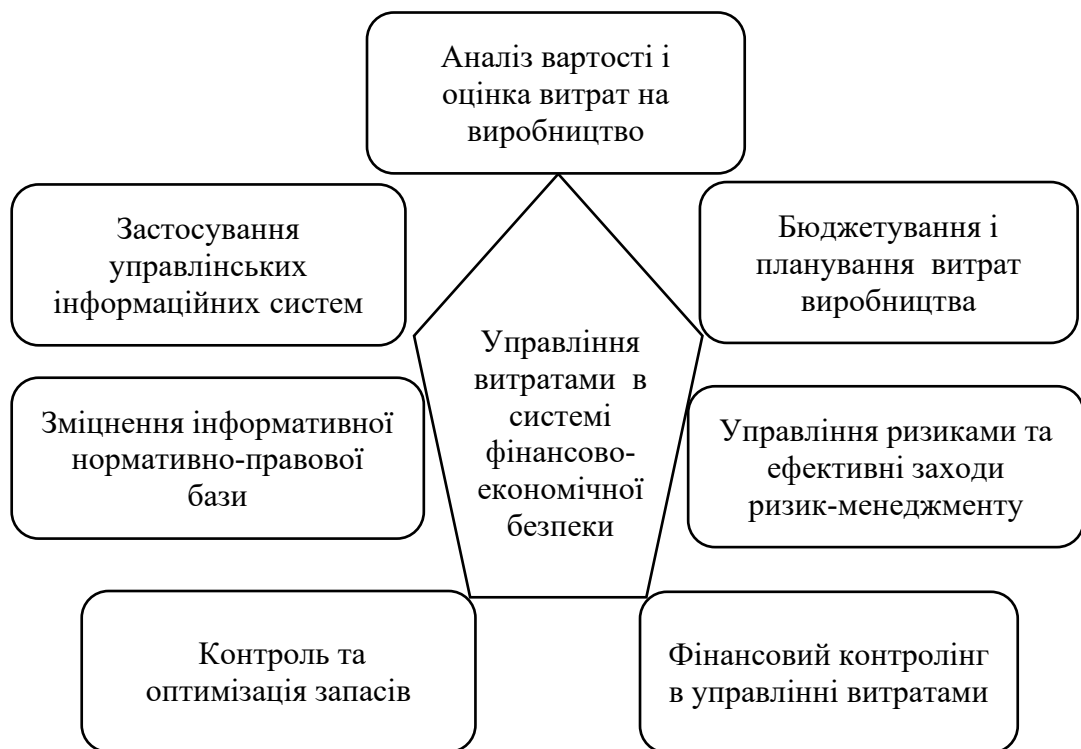 Аналіз вартості і
оцінка витрат на
виробництво
Застосування
управлінських
інформаційних систем
Бюджетування і
планування витрат
виробництва
Управління
витратами в
системі
фінансово-
економічної
безпеки
Зміцнення інформативної
нормативно-правової
бази
Управління ризиками та
ефективні заходи
ризик-менеджменту
Контроль та
оптимізація запасів
Фінансовий контролінг
в управлінні витратами